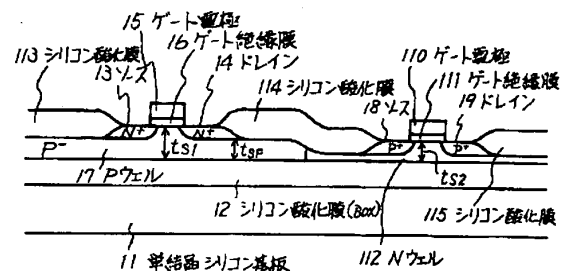 15 ゲート電極
16 ゲート絶縁膜
113 シリコン酸化膜
13 ソース
14 ドレイン
114 シリコン酸化膜
110 ゲート電極
111 ゲート絶縁膜
18 ソース
19 ドレイン
N+
N+
P+
P+
P-
tS1
tSP
tS2
17 Pウェル
12 シリコン酸化膜(BOX)
115 シリコン酸化膜
11 単結晶シリコン基板
112 Nウェル